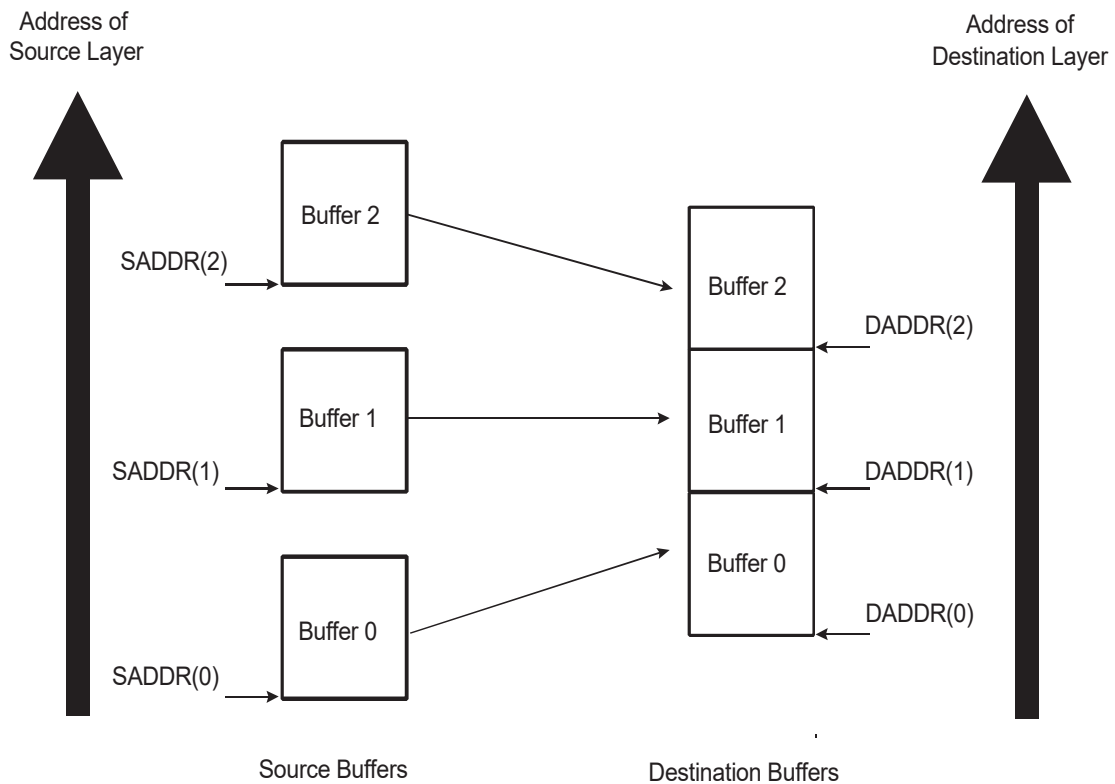 Address of
Source Layer
Address of
Destination Layer
Buffer 2
SADDR(2)
Buffer 2
DADDR(2)
Buffer 1
Buffer 1
SADDR(1)
DADDR(1)
Buffer 0
Buffer 0
DADDR(0)
SADDR(0)
Source Buffers
Destination Buffers